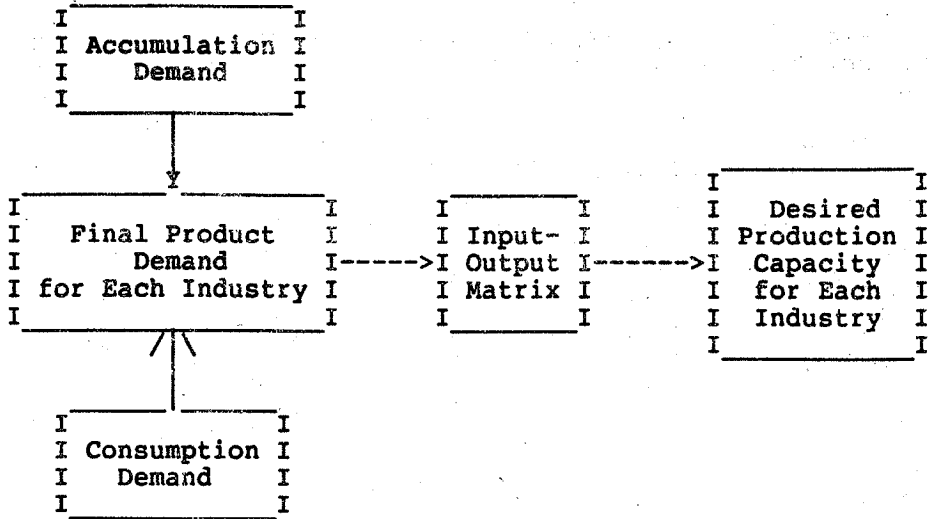 Accumulation
Demand
Final Product
Demand
for Each Industry
Input-
Output
Matrix
Desired
Production
Capacity
for Each
Industry
Consumption
Demand